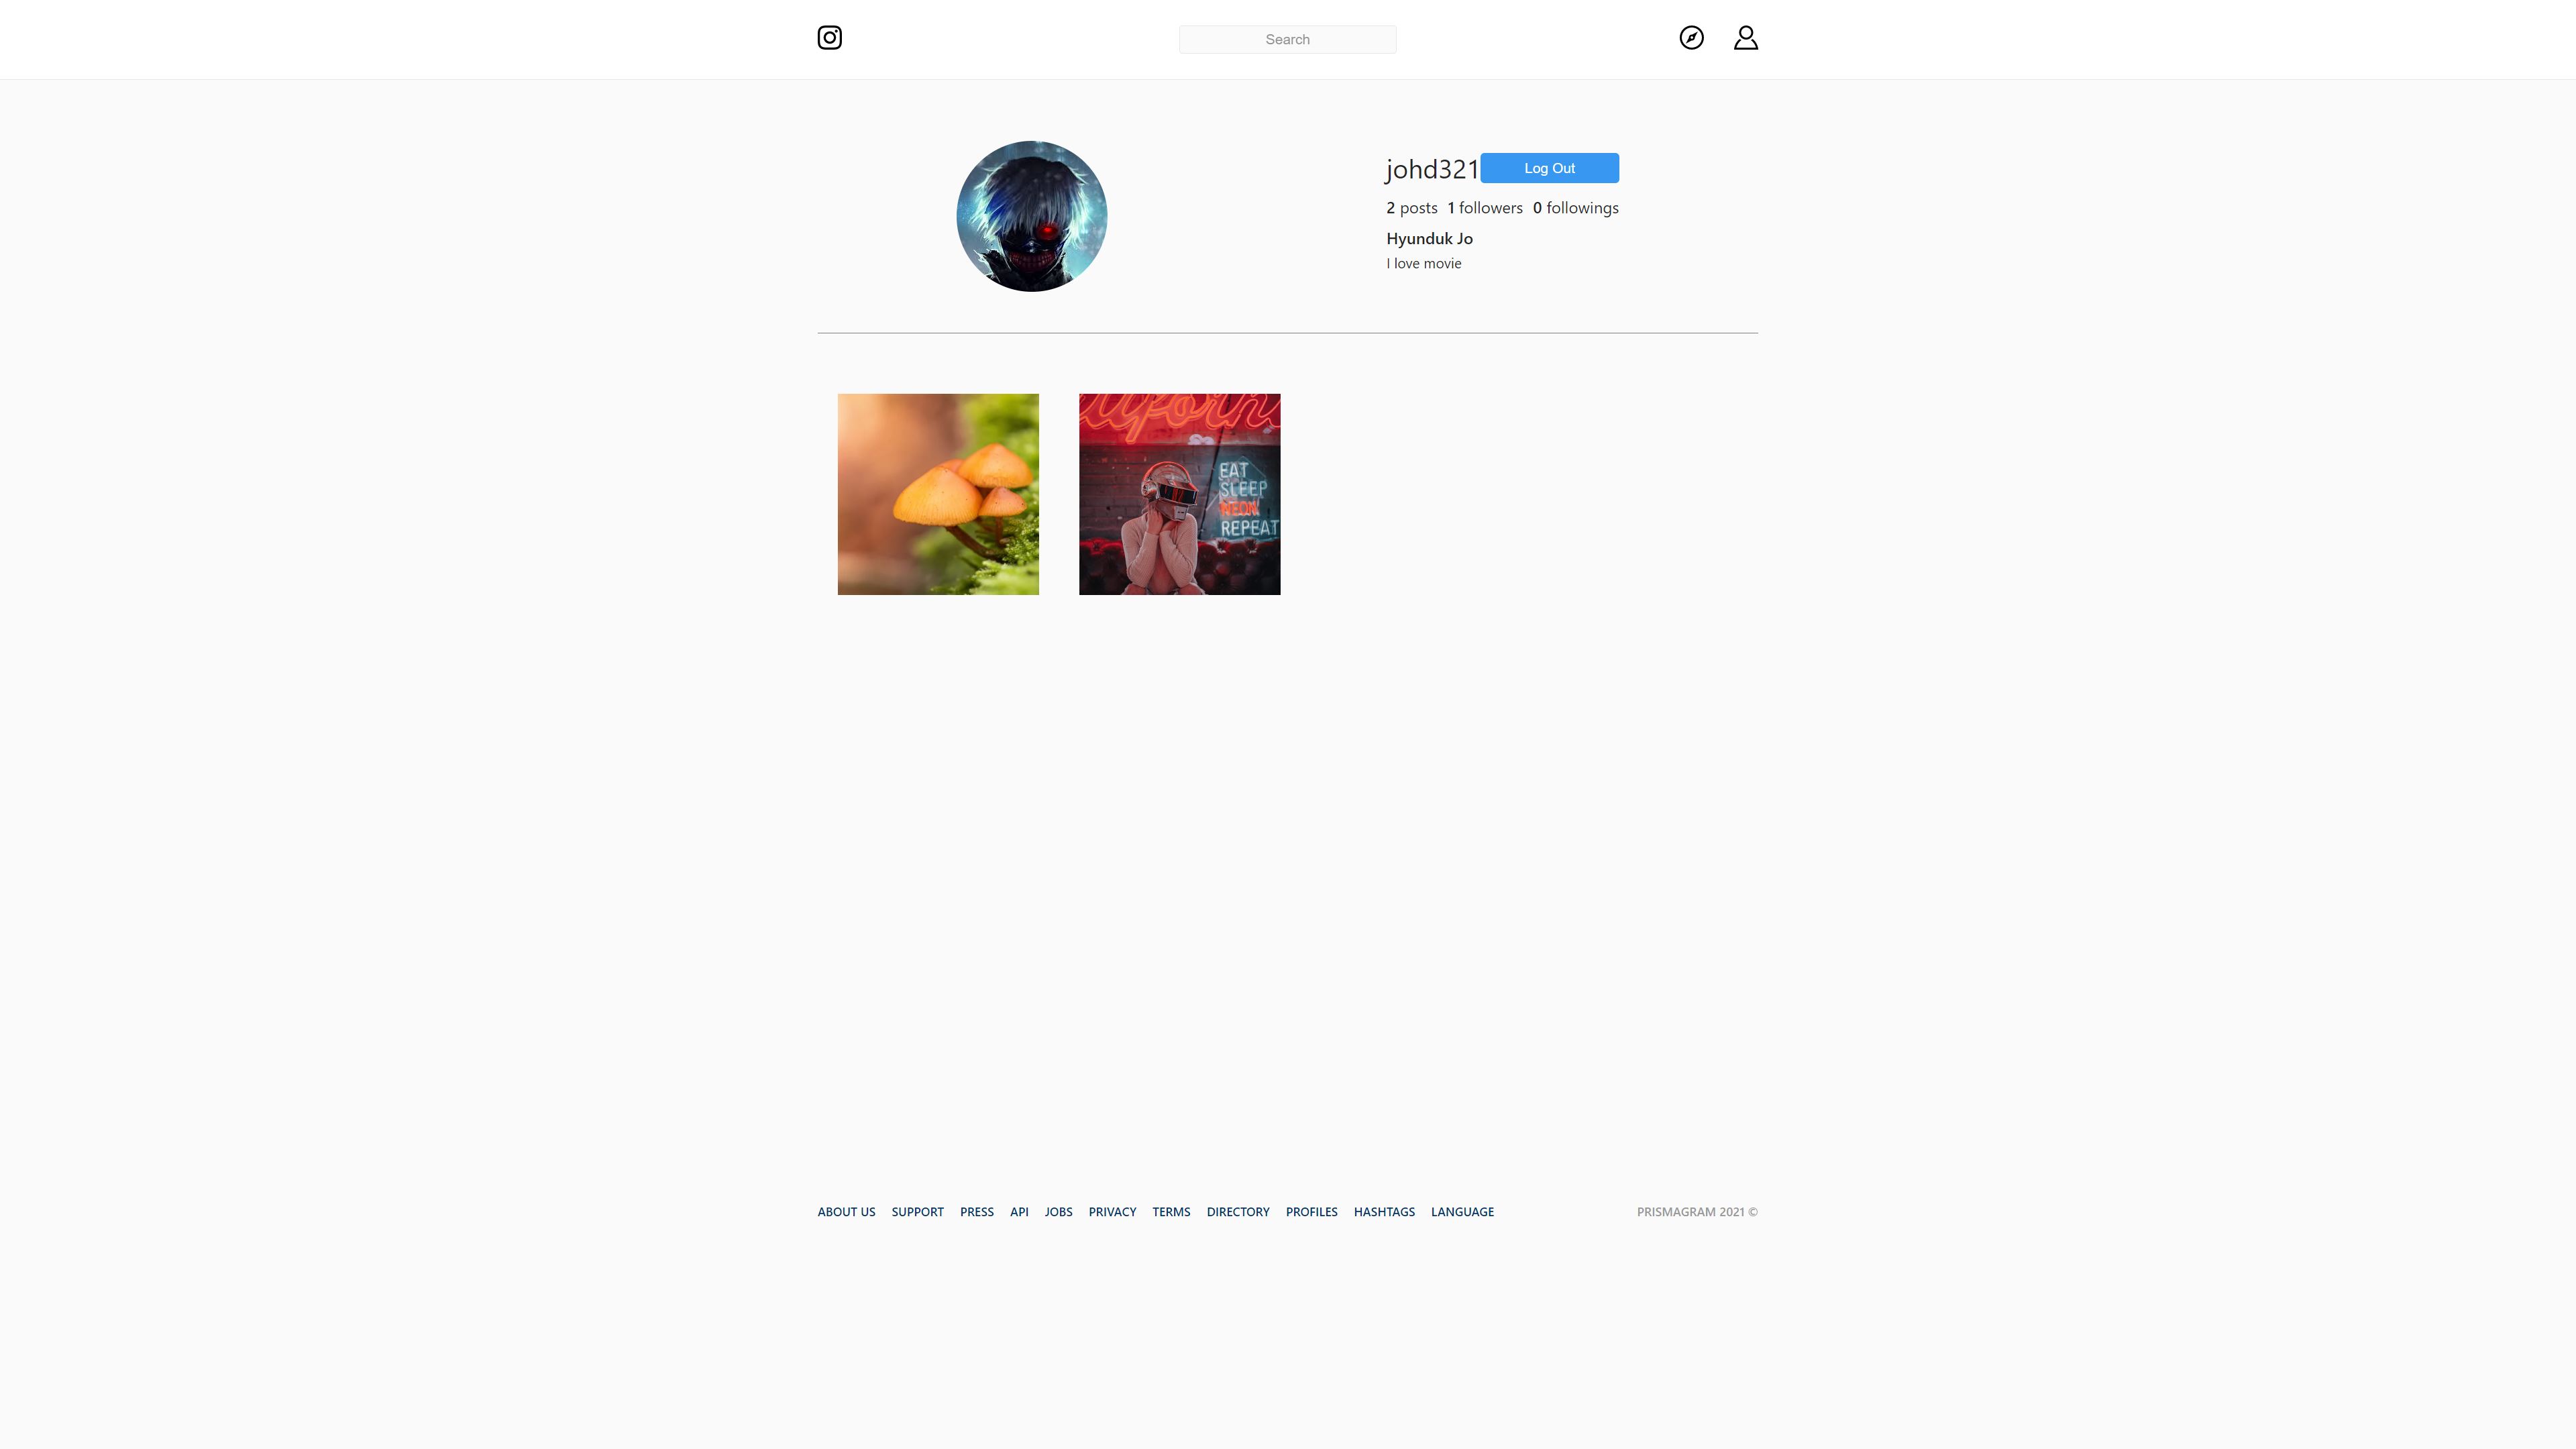 Search
johd321 Log Out
2 posts 1 followers 0 followings
Hyunduk Jo
I love movie
EAT
SLEEP
NEON
REPEAT
ABOUT US SUPPORT PRESS API JOBS PRIVACY TERMS DIRECTORY PROFILES HASHTAGS LANGUAGE PRISMAGRAM 2021 ©